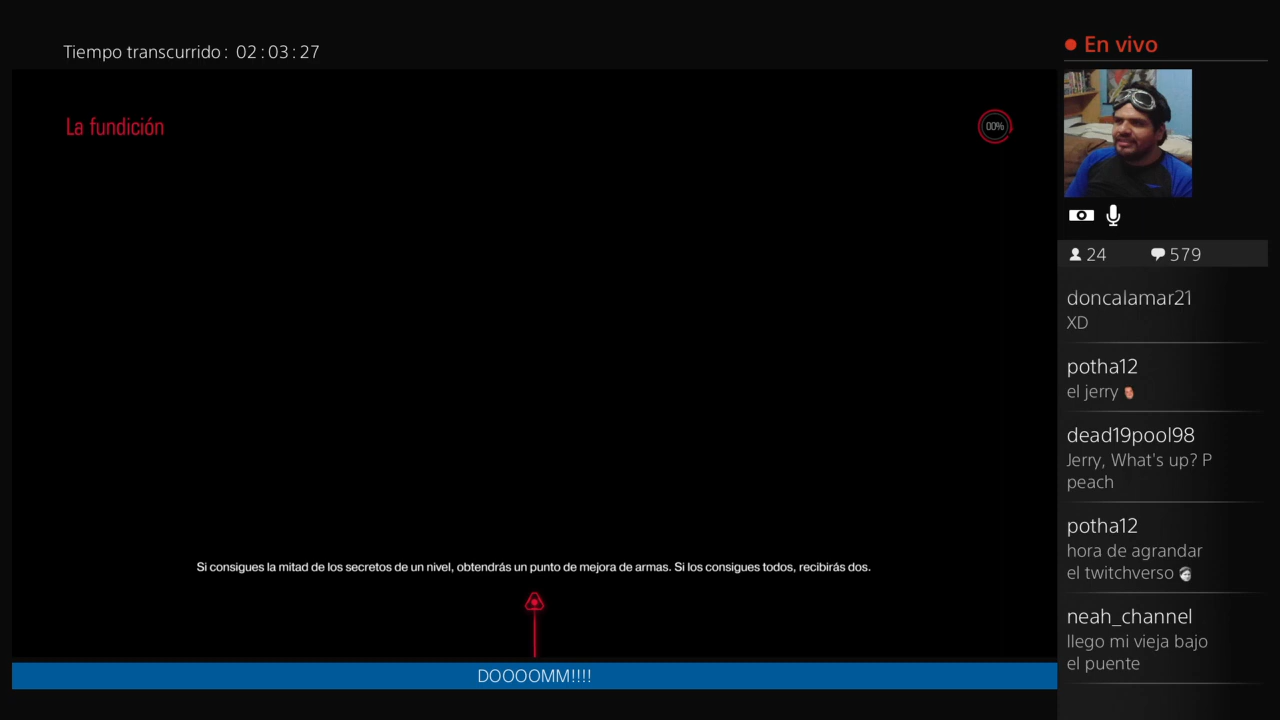 Tiempo transcurrido : 02 : 03 : 27
En vivo
La fundición
00%
24 579
doncalamar21
XD
potha12
el jerry
dead19pool98
Jerry, What's up? P
peach
potha12
hora de agrandar
el twitchverso
neah_channel
llego mi vieja bajo
el puente
Si consigues la mitad de los secretos de un nivel, obtendrás un punto de mejora de armas. Si los consigues todos, recibirás dos.
DOOOOMM!!!!